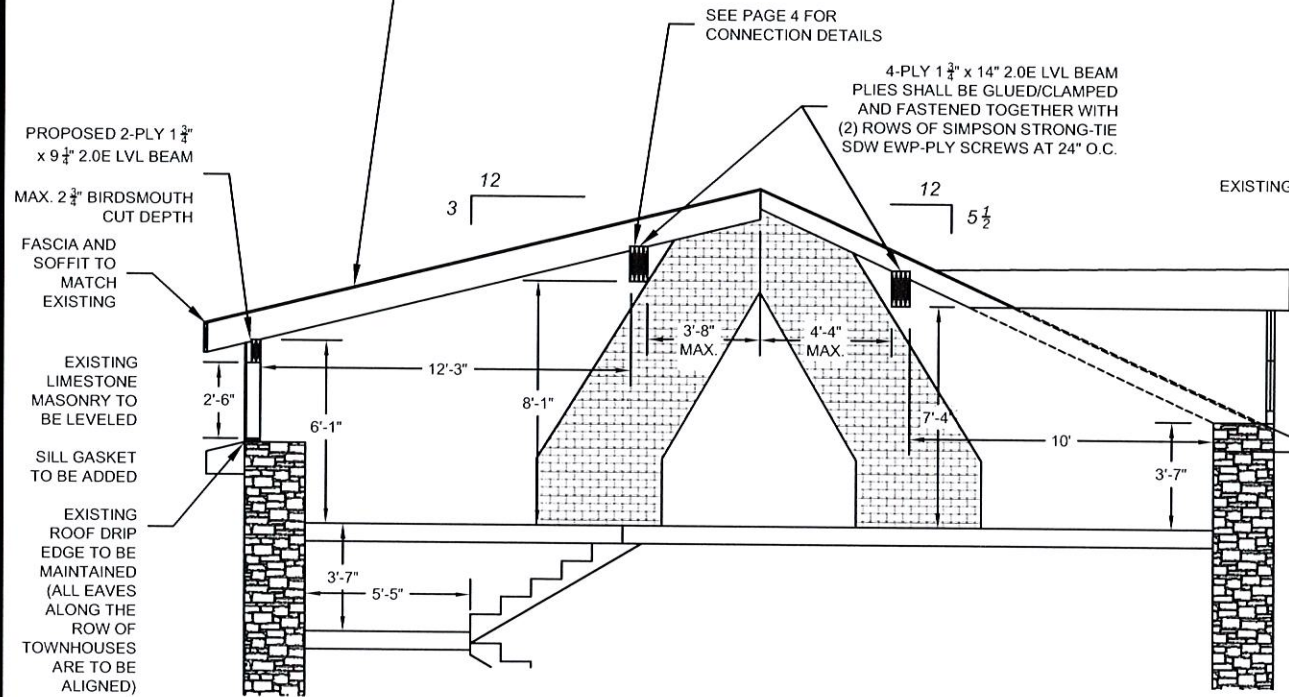 SEE PAGE 4 FOR
CONNECTION DETAILS
4-PLY 1 3/4" x 14" 2.0E LVL BEAM
PLIES SHALL BE GLUED/CLAMPED
AND FASTENED TOGETHER WITH
(2) ROWS OF SIMPSON STRONG-TIE
SDW EWP-PLY SCREWS AT 24" O.C.
PROPOSED 2-PLY 1 3/4"
x 9 1/4" 2.0E LVL BEAM
MAX. 2 3/4" BIRDSMOUTH
CUT DEPTH
FASCIA AND
SOFFIT TO
MATCH
EXISTING
EXISTING
LIMESTONE
MASONRY TO
BE LEVELED
SILL GASKET
TO BE ADDED
EXISTING
ROOF DRIP
EDGE TO BE
MAINTAINED
(ALL EAVES
ALONG THE
ROW OF
TOWNHOUSES
ARE TO BE
ALIGNED)
12
3
12
5 1/2
EXISTING
2'-6"
6'-1"
12'-3"
8'-1"
3'-8"
MAX.
4'-4"
MAX.
7'-4"
10'
3'-7"
3'-7"
5'-5"